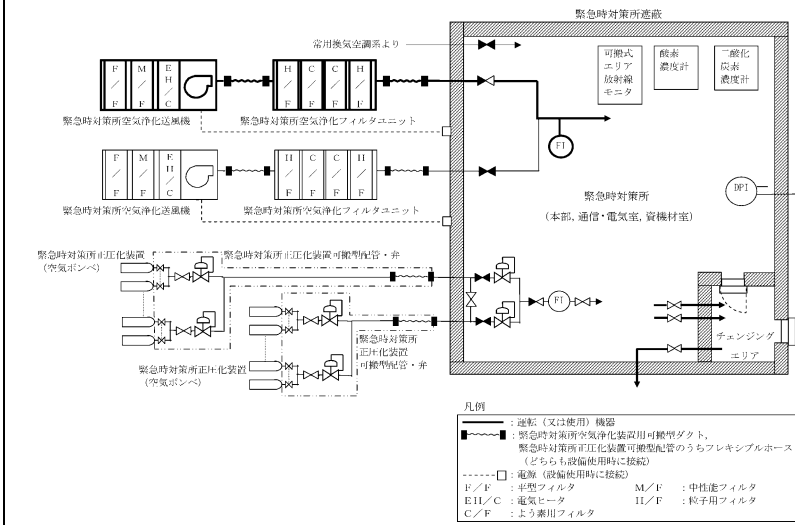 緊急時対策所遮蔽
常用換気空調系より
可搬式
エリア
放射線
モニタ
酸素
濃度計
二酸化
炭素
濃度計
F/F
M/F
EH/C
H/F
C/F
C/F
H/F
緊急時対策所空気浄化送風機
緊急時対策所空気浄化フィルタユニット
FI
F/F
M/F
EH/C
H/F
C/F
C/F
H/F
緊急時対策所空気浄化送風機
緊急時対策所空気浄化フィルタユニット
緊急時対策所
(本部,通信・電気室,資機材室)
DPI
緊急時対策所正圧化装置
(空気ボンベ)
緊急時対策所正圧化装置可搬型配管・弁
FI
緊急時対策所
正圧化装置
可搬型配管・弁
緊急時対策所正圧化装置
(空気ボンベ)
チェンジング
エリア
凡例
:運転(又は使用)機器
:緊急時対策所空気浄化装置用可搬型ダクト,
緊急時対策所正圧化装置可搬型配管のうちフレキシブルホース
(どちらも設備使用時に接続)
:電源(設備使用時に接続)
F/F :平型フィルタ M/F :中性能フィルタ
EH/C :電気ヒータ H/F :粒子用フィルタ
C/F :よう素用フィルタ